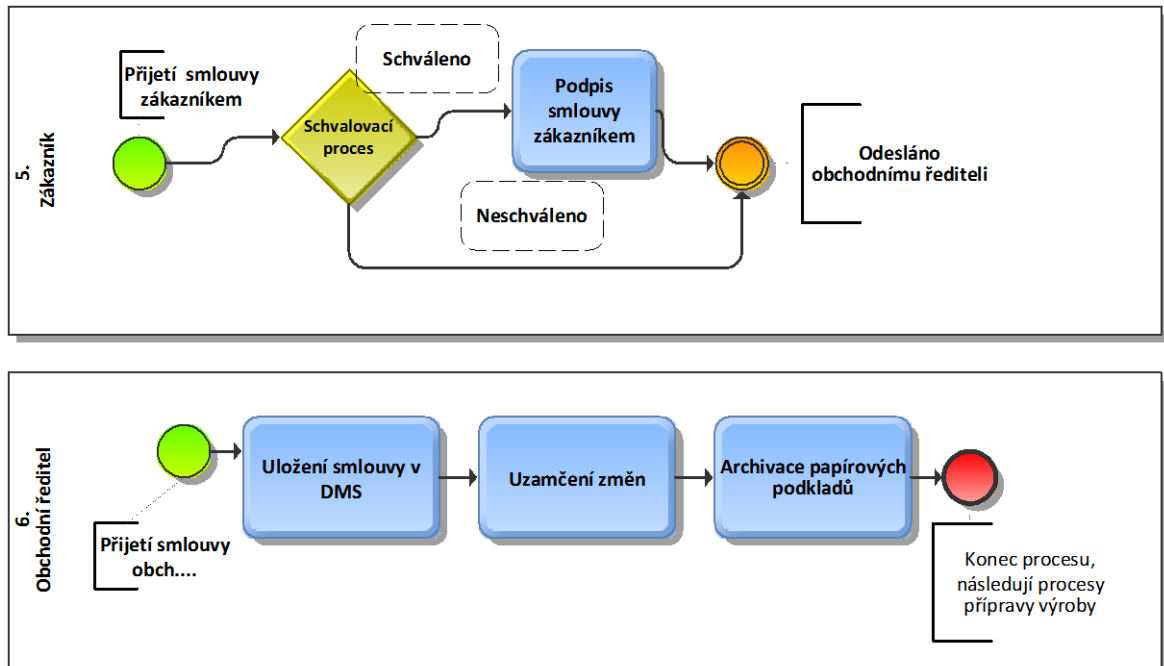 5.
Zákazník
Přijetí smlouvy
zákazníkem
Schvalovací
proces
Schváleno
Podpis
smlouvy
zákazníkem
Neschváleno
Odesláno
obchodnímu řediteli
6.
Obchodní ředitel
Přijetí smlouvy
obch....
Uložení smlouvy v
DMS
Uzamčení změn
Archivace papírových
podkladů
Konec procesu,
následují procesy
přípravy výroby